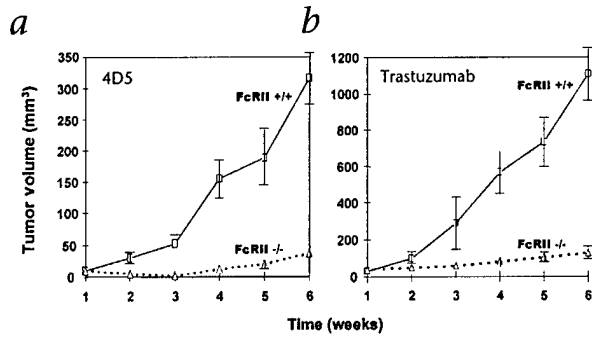 a
b
4D5
Trastuzumab
FcRII +/+
FcRII +/+
FcRII -/-
FcRII -/-
Tumor volume (mm³)
350
300
250
200
150
100
50
0
1200
1000
800
600
400
200
0
1 2 3 4 5 6
1 2 3 4 5 6
Time (weeks)